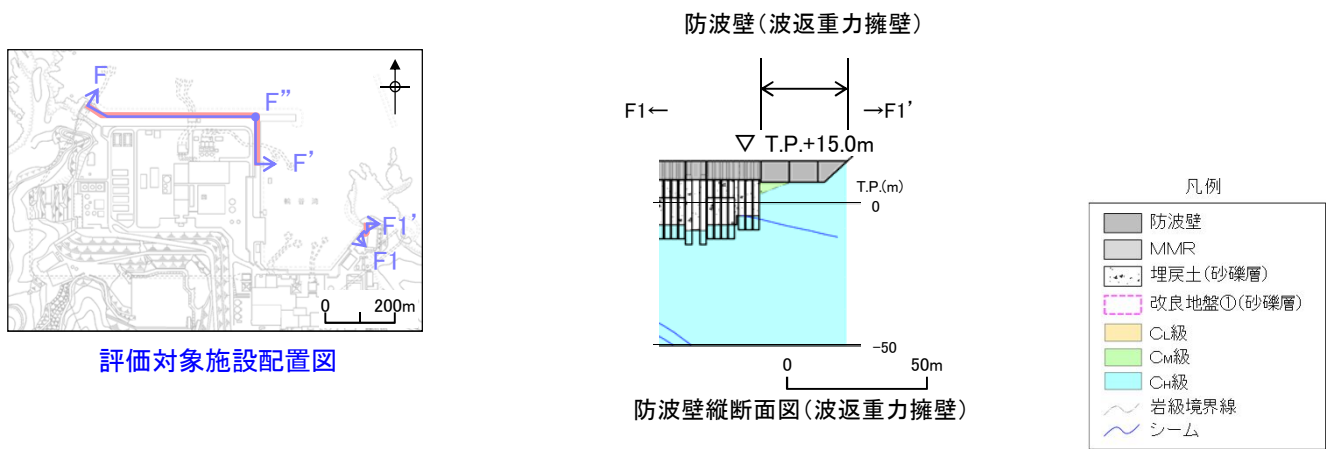 防波壁(波返重力擁壁)
F
F''
F'
F1'
F1
0 200m
評価対象施設配置図
F1← →F1'
▽ T.P.+15.0m
T.P.(m)
0
-50
0 50m
防波壁縦断面図(波返重力擁壁)
凡例
防波壁
MMR
埋戻土(砂礫層)
改良地盤①(砂礫層)
CL級
CM級
CH級
岩級境界線
シーム